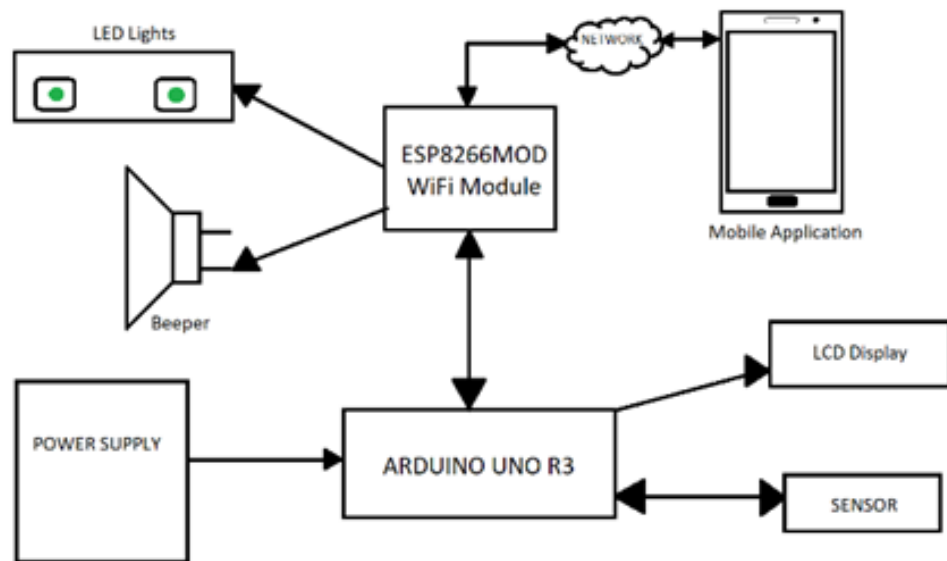 LED Lights
NETWORK
ESP8266MOD
WiFi Module
Mobile Application
Beeper
LCD Display
POWER SUPPLY
ARDUINO UNO R3
SENSOR